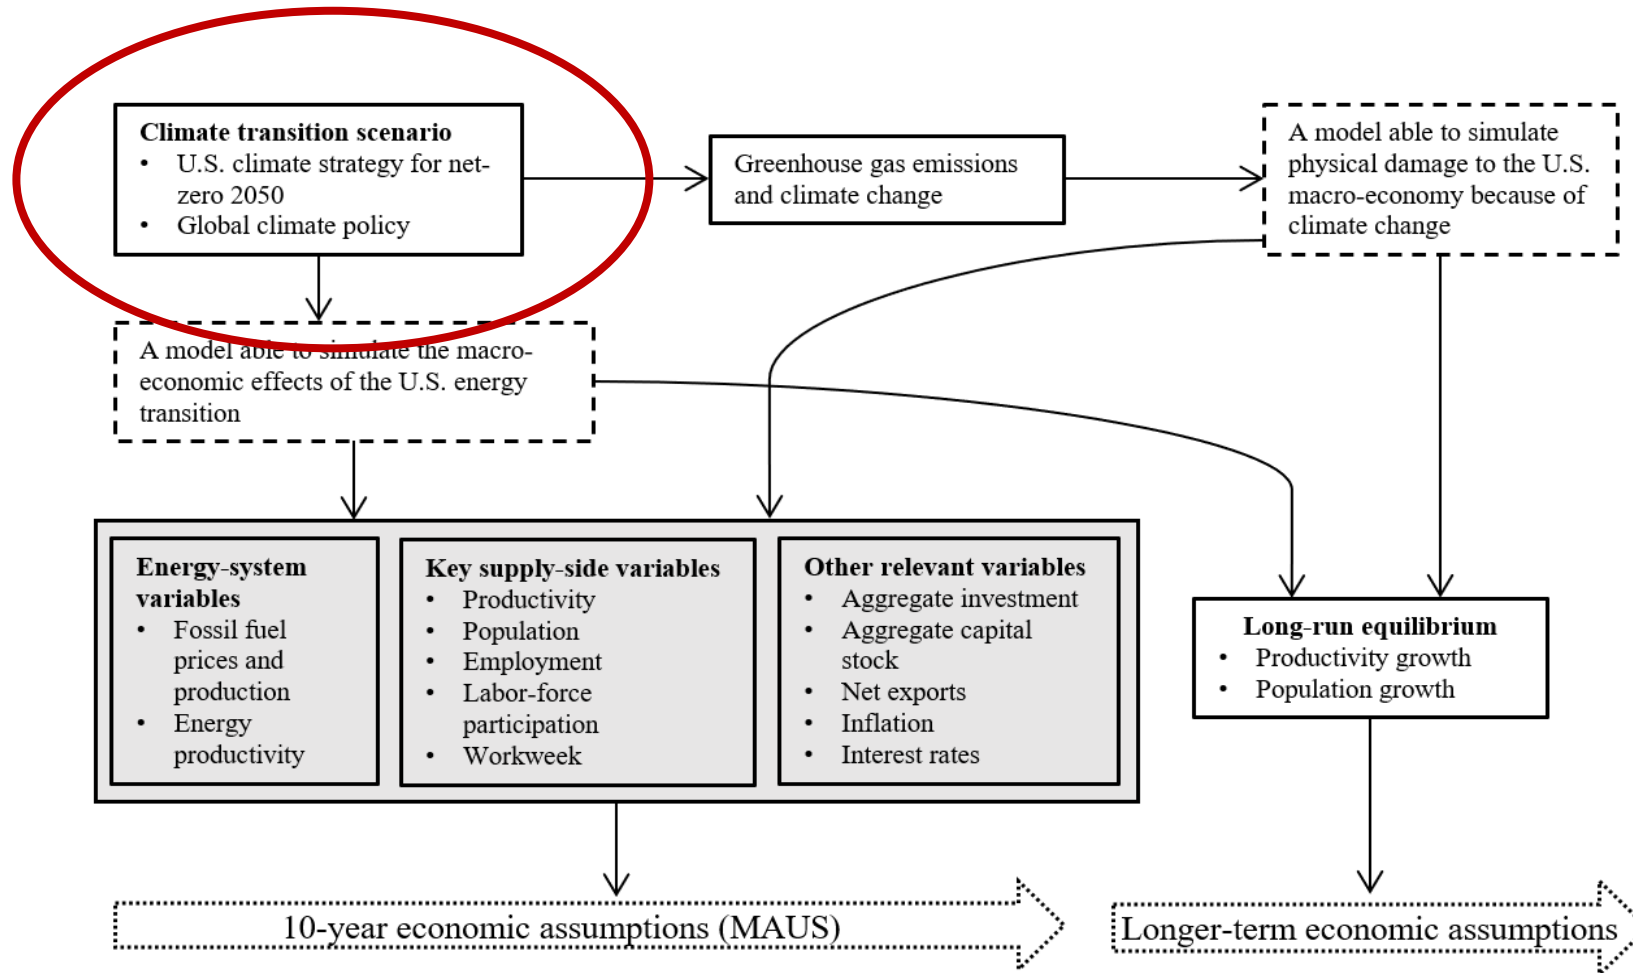 Climate transition scenario
• U.S. climate strategy for net-
zero 2050
• Global climate policy
Greenhouse gas emissions
and climate change
A model able to simulate
physical damage to the U.S.
macro-economy because of
climate change
A model able to simulate the macro-
economic effects of the U.S. energy
transition
Energy-system
variables
• Fossil fuel
prices and
production
• Energy
productivity
Key supply-side variables
• Productivity
• Population
• Employment
• Labor-force
participation
• Workweek
Other relevant variables
• Aggregate investment
• Aggregate capital
stock
• Net exports
• Inflation
• Interest rates
Long-run equilibrium
• Productivity growth
• Population growth
10-year economic assumptions (MAUS)
Longer-term economic assumptions